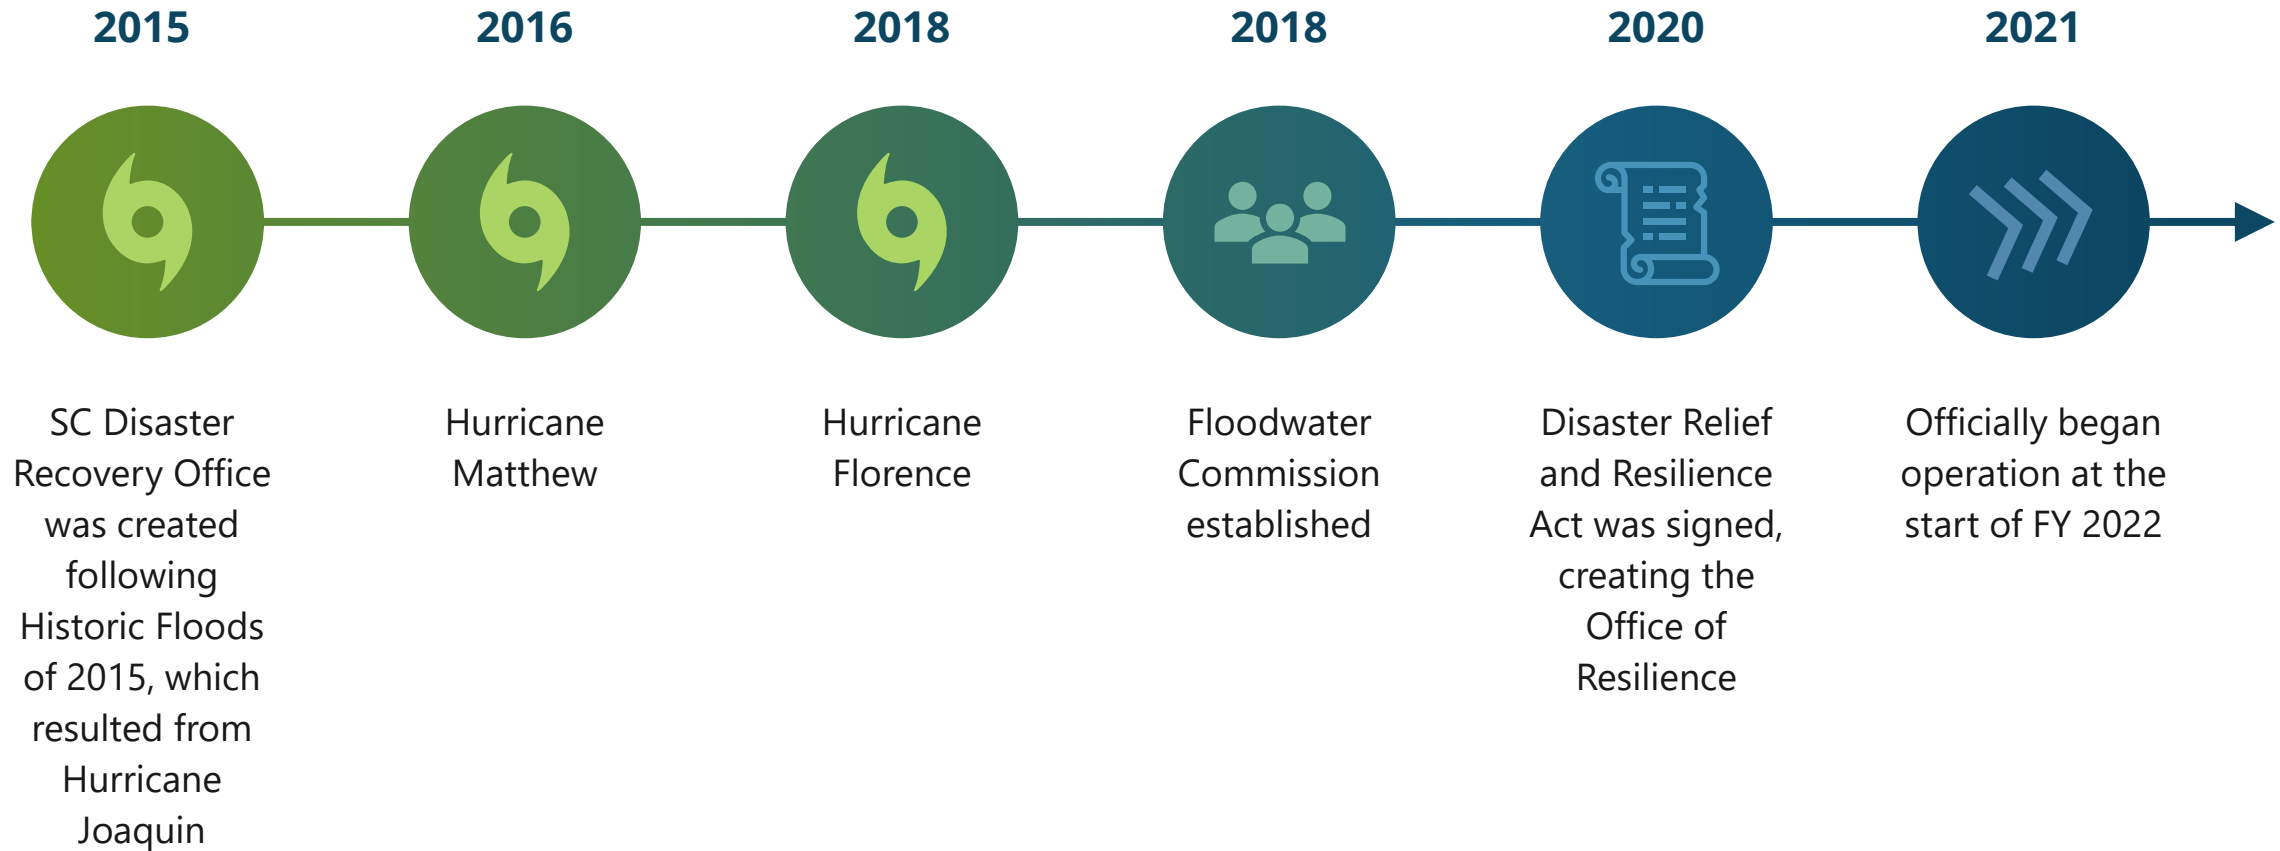 2015
SC Disaster
Recovery Office
was created
following
Historic Floods
of 2015, which
resulted from
Hurricane
Joaquin
2016
Hurricane
Matthew
2018
Hurricane
Florence
2018
Floodwater
Commission
established
2020
Disaster Relief
and Resilience
Act was signed,
creating the
Office of
Resilience
2021
Officially began
operation at the
start of FY 2022